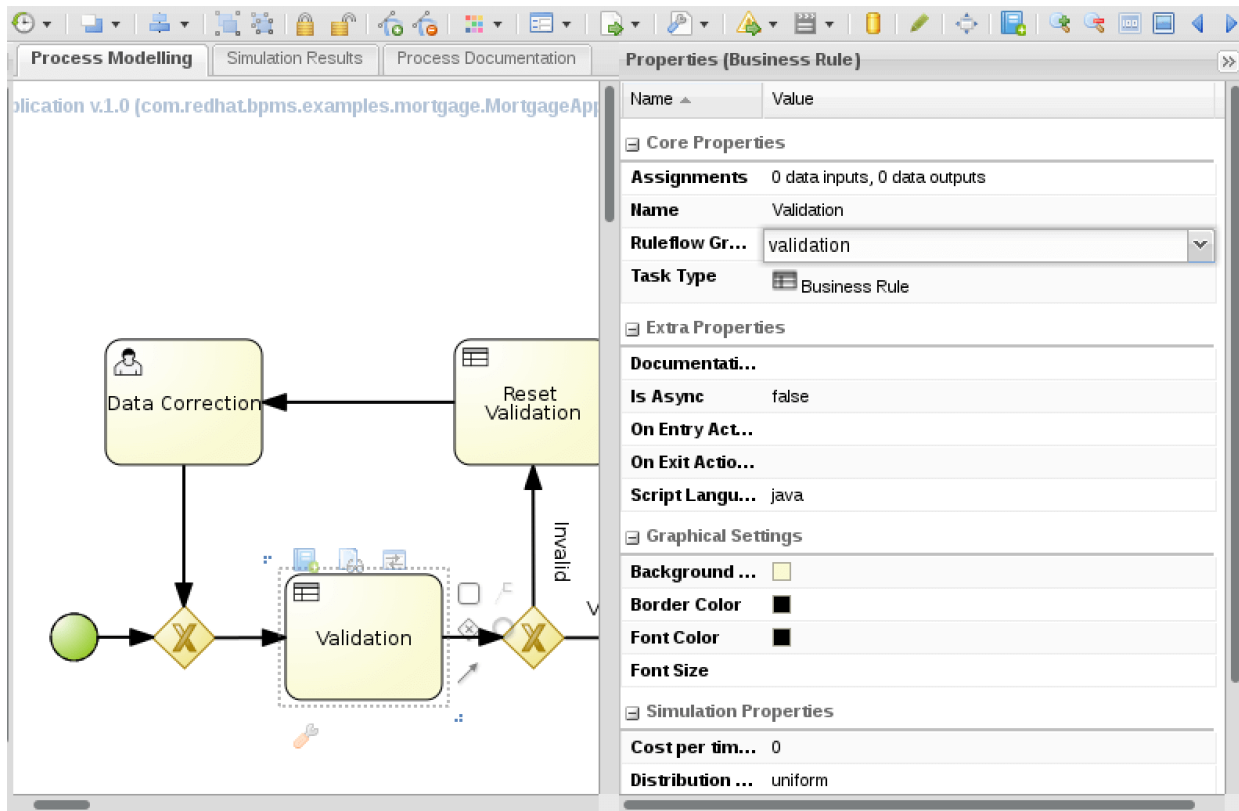 Process Modelling
Simulation Results
Process Documentation
plication v.1.0 (com.redhat.bpms.examples.mortgage.MortgageApp
Data Correction
Reset
Validation
Invalid
Validation
V
Properties (Business Rule)
Name Value
Core Properties
Assignments 0 data inputs, 0 data outputs
Name Validation
Ruleflow Gr... validation
Task Type Business Rule
Extra Properties
Documentati...
Is Async false
On Entry Act...
On Exit Actio...
Script Langu... java
Graphical Settings
Background ...
Border Color
Font Color
Font Size
Simulation Properties
Cost per tim... 0
Distribution ... uniform